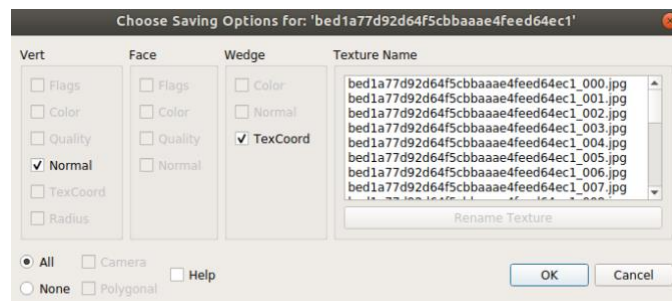 Choose Saving Options for: 'bed1a77d92d64f5cbbaaae4feed64ec1'
Vert
Flags
Color
Quality
Normal
TexCoord
Radius
Face
Flags
Color
Quality
Normal
Wedge
Color
Normal
TexCoord
Texture Name
bed1a77d92d64f5cbbaaae4feed64ec1_000.jpg
bed1a77d92d64f5cbbaaae4feed64ec1_001.jpg
bed1a77d92d64f5cbbaaae4feed64ec1_002.jpg
bed1a77d92d64f5cbbaaae4feed64ec1_003.jpg
bed1a77d92d64f5cbbaaae4feed64ec1_004.jpg
bed1a77d92d64f5cbbaaae4feed64ec1_005.jpg
bed1a77d92d64f5cbbaaae4feed64ec1_006.jpg
bed1a77d92d64f5cbbaaae4feed64ec1_007.jpg
Rename Texture
All
Camera
None
Polygonal
Help
OK
Cancel